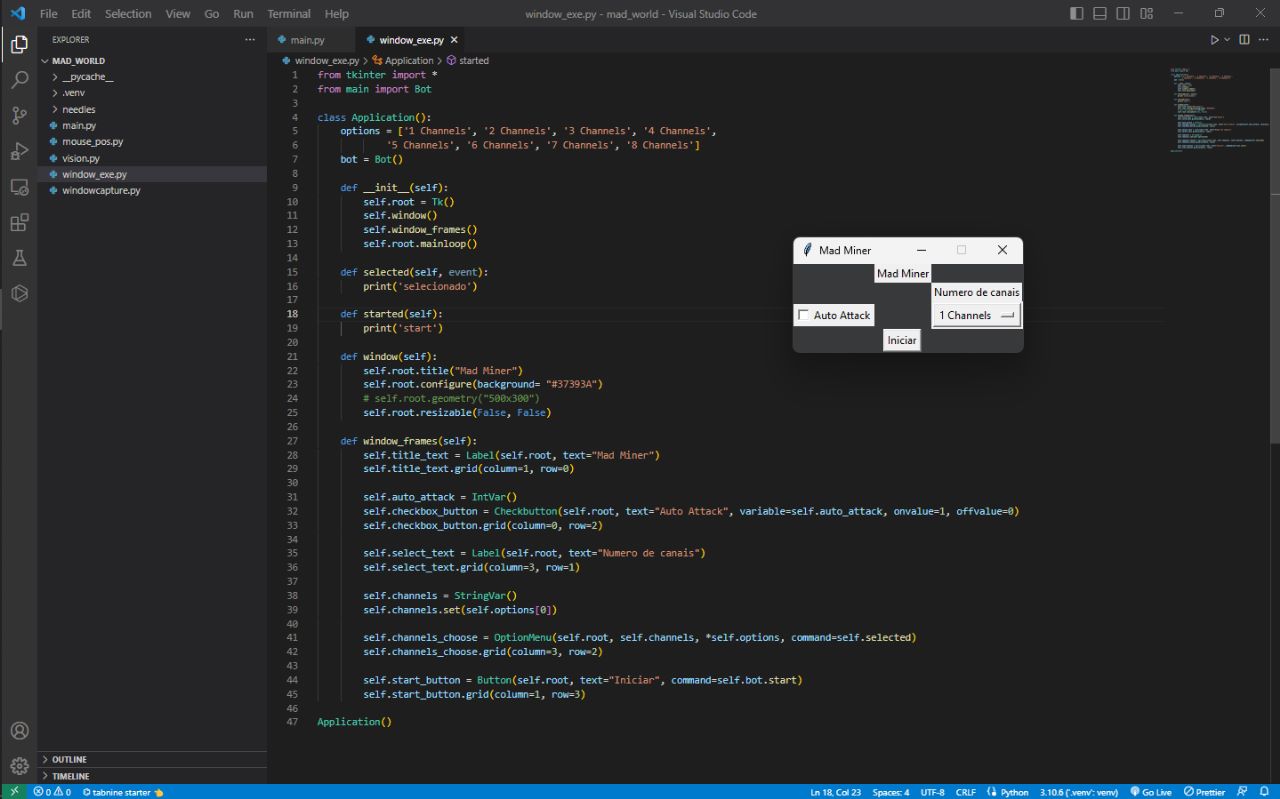 File Edit Selection View Go Run Terminal Help
window_exe.py - mad_world - Visual Studio Code
EXPLORER
MAD_WORLD
__pycache__
.venv
needles
main.py
mouse_pos.py
vision.py
window_exe.py
windowcapture.py
OUTLINE
TIMELINE
main.py window_exe.py
window_exe.py > Application > started
1 from tkinter import *
2 from main import Bot
3
4 class Application():
5 options = ['1 Channels', '2 Channels', '3 Channels', '4 Channels',
6 '5 Channels', '6 Channels', '7 Channels', '8 Channels']
7 bot = Bot()
8
9 def __init__(self):
10 self.root = Tk()
11 self.window()
12 self.window_frames()
13 self.root.mainloop()
14
15 def selected(self, event):
16 print('selecionado')
17
18 def started(self):
19 print('start')
20
21 def window(self):
22 self.root.title("Mad Miner")
23 self.root.configure(background= "#37393A")
24 # self.root.geometry("500x300")
25 self.root.resizable(False, False)
26
27 def window_frames(self):
28 self.title_text = Label(self.root, text="Mad Miner")
29 self.title_text.grid(column=1, row=0)
30
31 self.auto_attack = IntVar()
32 self.checkbox_button = Checkbutton(self.root, text="Auto Attack", variable=self.auto_attack, onvalue=1, offvalue=0)
33 self.checkbox_button.grid(column=0, row=2)
34
35 self.select_text = Label(self.root, text="Numero de canais")
36 self.select_text.grid(column=3, row=1)
37
38 self.channels = StringVar()
39 self.channels.set(self.options[0])
40
41 self.channels_choose = OptionMenu(self.root, self.channels, *self.options, command=self.selected)
42 self.channels_choose.grid(column=3, row=2)
43
44 self.start_button = Button(self.root, text="Iniciar", command=self.bot.start)
45 self.start_button.grid(column=1, row=3)
46
47 Application()
Mad Miner
Mad Miner
Numero de canais
Auto Attack
1 Channels
Iniciar
0 0 tabnine starter
Ln 18, Col 23 Spaces: 4 UTF-8 CRLF Python 3.10.6 ('.venv': venv) Go Live Prettier